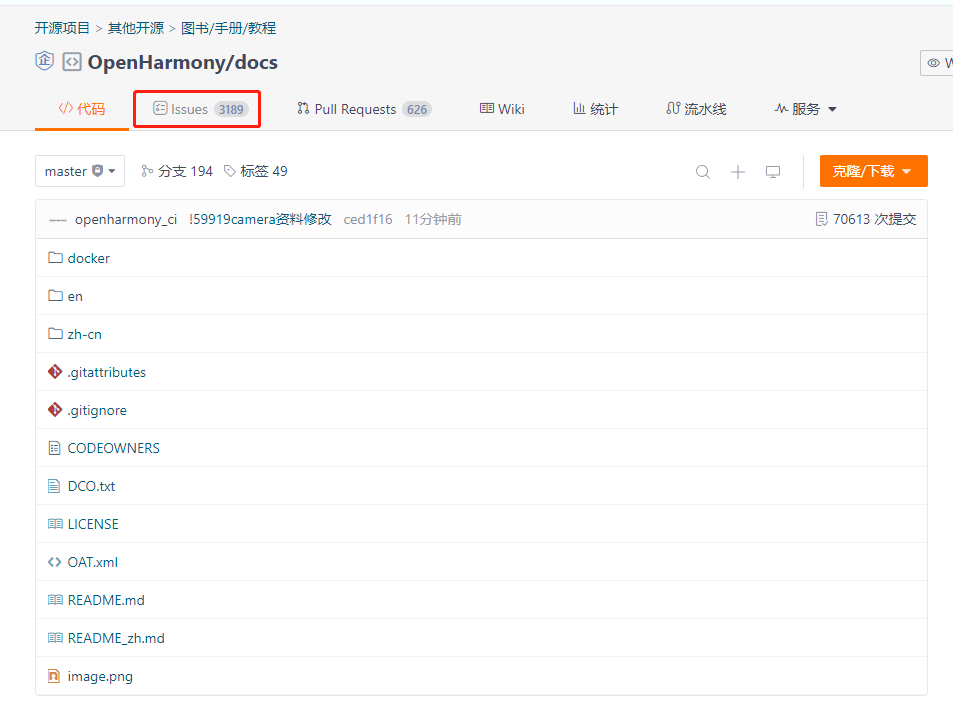 开源项目 > 其他开源 > 图书/手册/教程
OpenHarmony/docs
W
代码 Issues 3189 Pull Requests 626 Wiki 统计 流水线 服务
master 分支 194 标签 49 克隆/下载
openharmony_ci !59919camera资料修改 ced1f16 11分钟前 70613 次提交
docker
en
zh-cn
.gitattributes
.gitignore
CODEOWNERS
DCO.txt
LICENSE
OAT.xml
README.md
README_zh.md
image.png